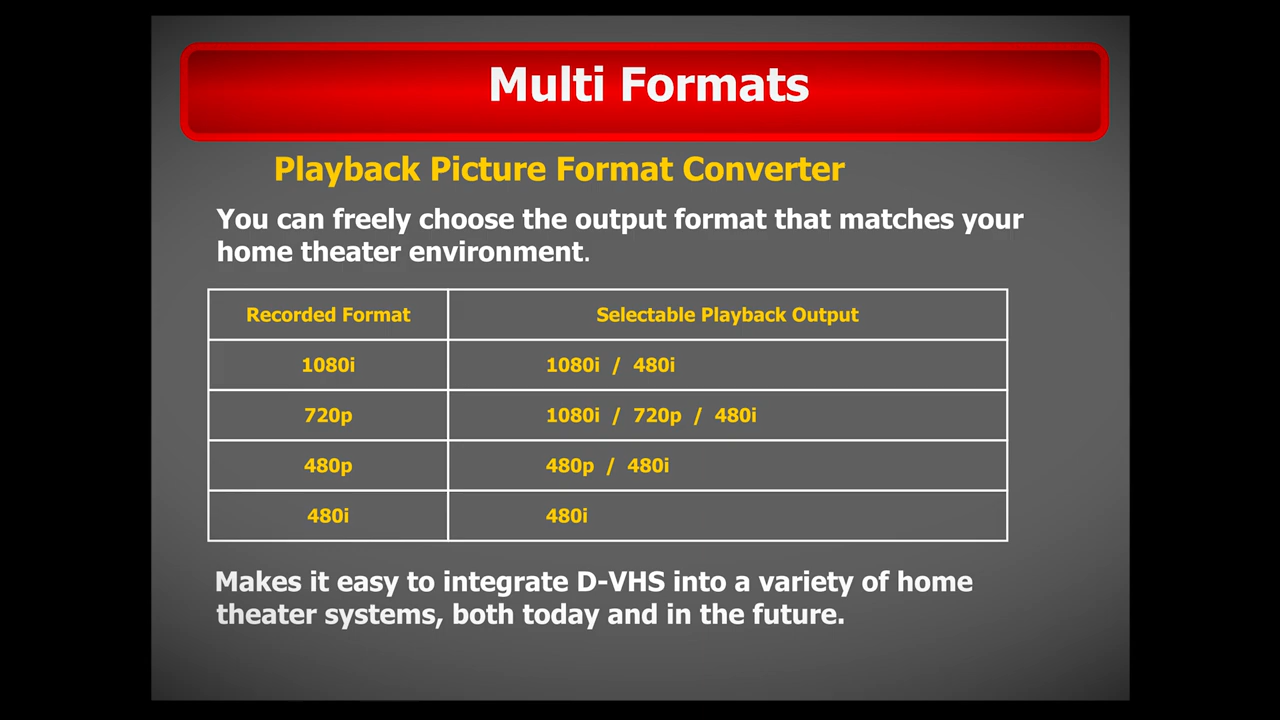 Multi Formats
Playback Picture Format Converter
You can freely choose the output format that matches your
home theater environment.
Recorded Format Selectable Playback Output
1080i 1080i / 480i
720p 1080i / 720p / 480i
480p 480p / 480i
480i 480i
Makes it easy to integrate D-VHS into a variety of home
theater systems, both today and in the future.